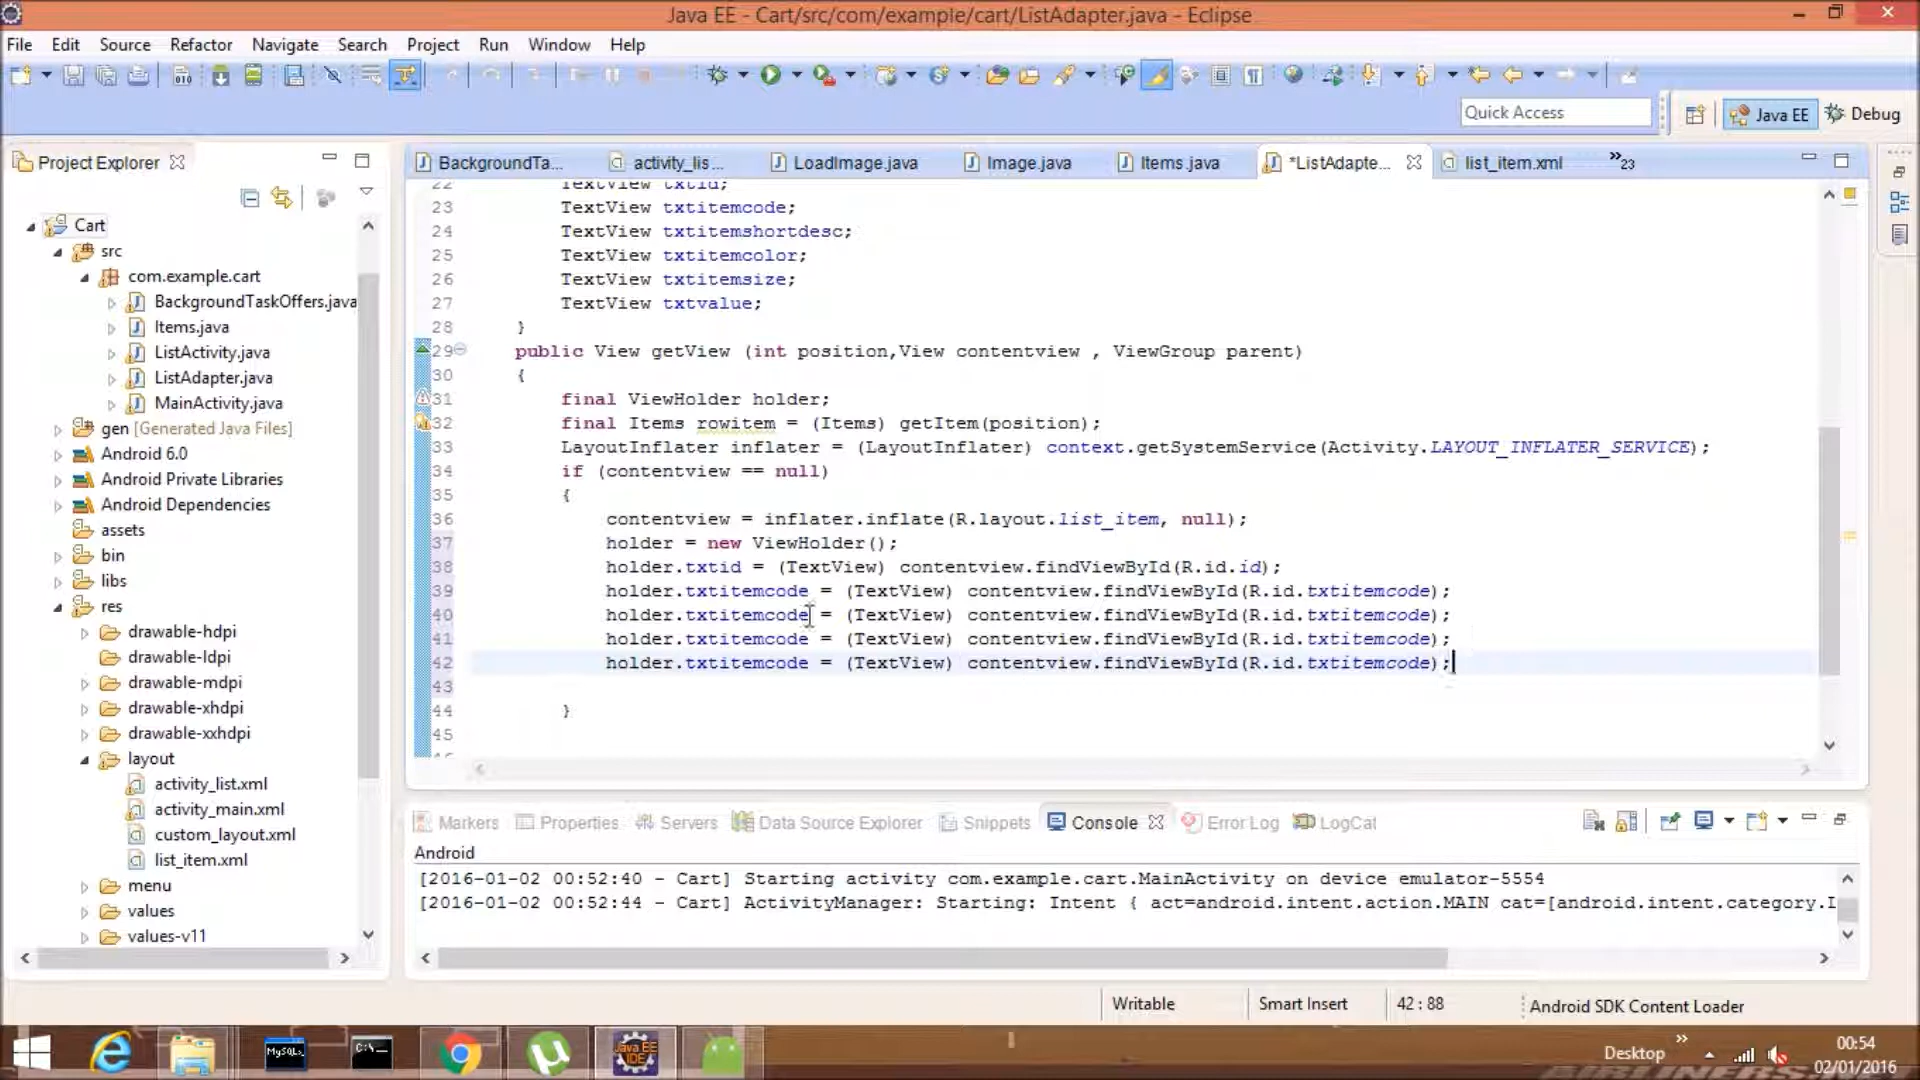 Java EE - Cart/src/com/example/cart/ListAdapter.java - Eclipse
File Edit Source Refactor Navigate Search Project Run Window Help
Quick Access
Java EE
Debug
Project Explorer
BackgroundTa...
activity_lis...
LoadImage.java
Image.java
Items.java
*ListAdapte...
list_item.xml
»23
Cart
src
com.example.cart
BackgroundTaskOffers.java
Items.java
ListActivity.java
ListAdapter.java
MainActivity.java
gen [Generated Java Files]
Android 6.0
Android Private Libraries
Android Dependencies
assets
bin
libs
res
drawable-hdpi
drawable-ldpi
drawable-mdpi
drawable-xhdpi
drawable-xxhdpi
layout
activity_list.xml
activity_main.xml
custom_layout.xml
list_item.xml
menu
values
values-v11
22 TextView txtid;
23 TextView txtitemcode;
24 TextView txtitemshortdesc;
25 TextView txtitemcolor;
26 TextView txtitemsize;
27 TextView txtvalue;
28 }
29 public View getView (int position,View contentview , ViewGroup parent)
30 {
31 final ViewHolder holder;
32 final Items rowitem = (Items) getItem(position);
33 LayoutInflater inflater = (LayoutInflater) context.getSystemService(Activity.LAYOUT_INFLATER_SERVICE);
34 if (contentview == null)
35 {
36 contentview = inflater.inflate(R.layout.list_item, null);
37 holder = new ViewHolder();
38 holder.txtid = (TextView) contentview.findViewById(R.id.id);
39 holder.txtitemcode = (TextView) contentview.findViewById(R.id.txtitemcode);
40 holder.txtitemcode = (TextView) contentview.findViewById(R.id.txtitemcode);
41 holder.txtitemcode = (TextView) contentview.findViewById(R.id.txtitemcode);
42 holder.txtitemcode = (TextView) contentview.findViewById(R.id.txtitemcode);
43
44 }
45
Markers Properties Servers Data Source Explorer Snippets Console Error Log LogCat
Android
[2016-01-02 00:52:40 - Cart] Starting activity com.example.cart.MainActivity on device emulator-5554
[2016-01-02 00:52:44 - Cart] ActivityManager: Starting: Intent { act=android.intent.action.MAIN cat=[android.intent.category.
Writable Smart Insert 42 : 88 Android SDK Content Loader
MySQL
C:\
Java EE
IDE
Desktop
00:54
02/01/2016